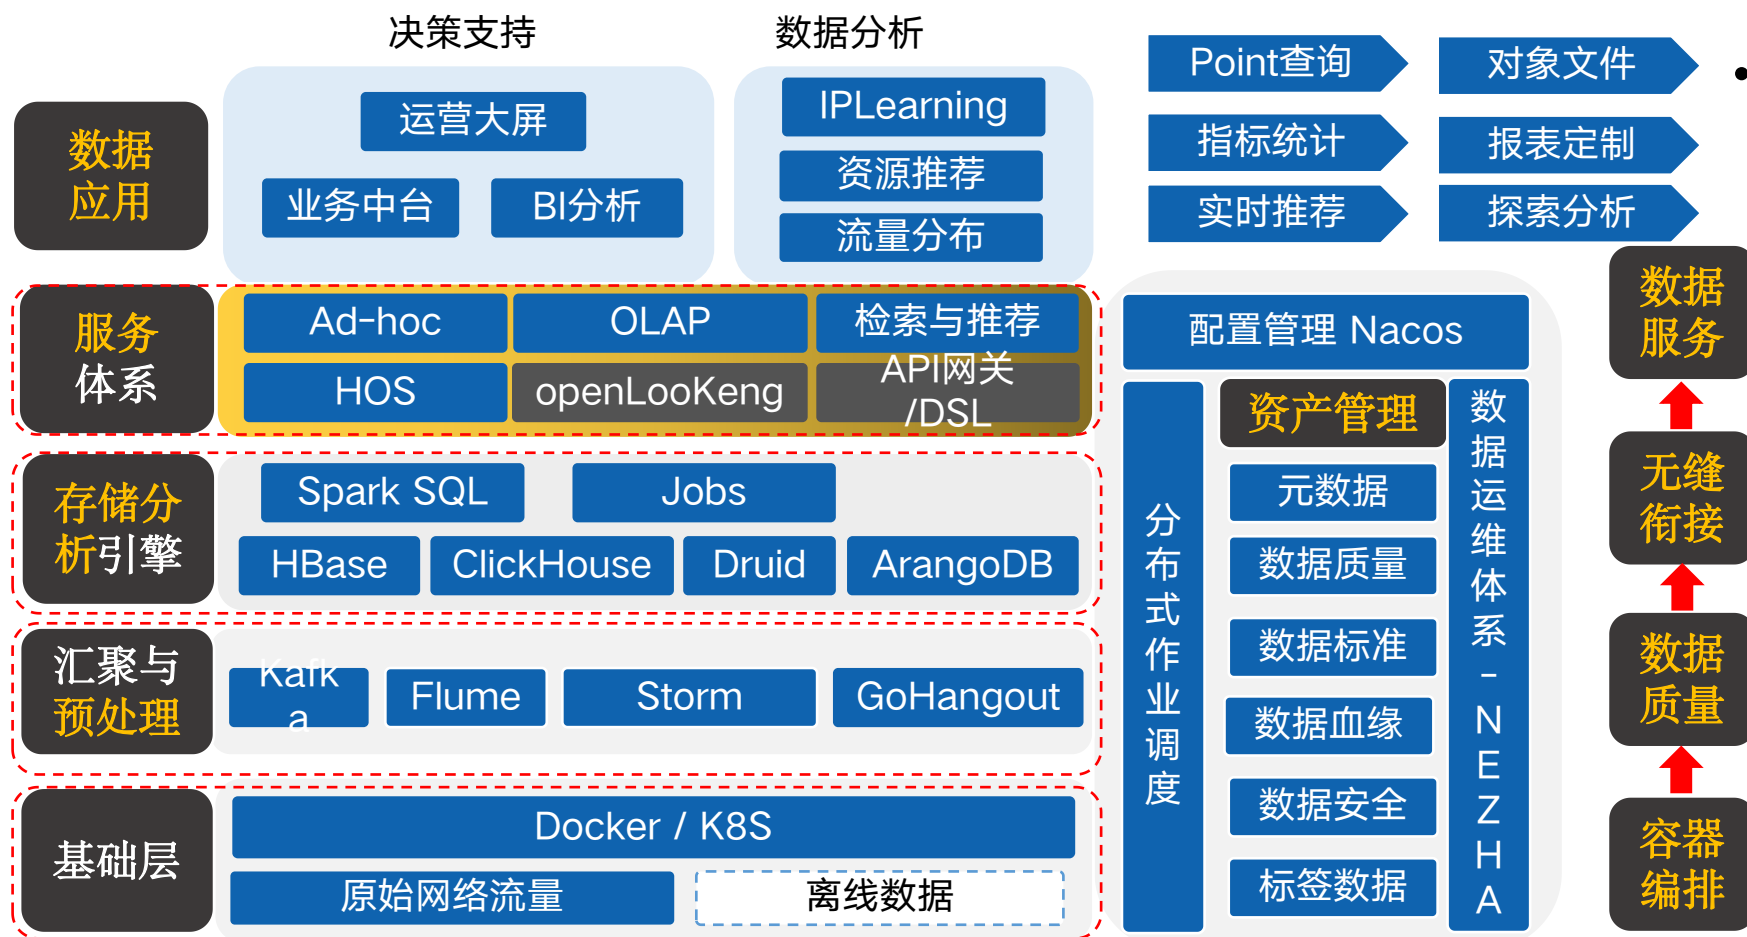 决策支持
数据分析
数据
应用
运营大屏
业务中台
BI分析
IPLearning
资源推荐
流量分布
Point查询
对象文件
指标统计
报表定制
实时推荐
探索分析
服务
体系
Ad-hoc
OLAP
检索与推荐
HOS
openLooKeng
API网关
/DSL
存储分
析引擎
Spark SQL
Jobs
HBase
ClickHouse
Druid
ArangoDB
汇聚与
预处理
Kafk
a
Flume
Storm
GoHangout
基础层
Docker / K8S
原始网络流量
离线数据
配置管理 Nacos
分
布
式
作
业
调
度
资产管理
元数据
数据质量
数据标准
数据血缘
数据安全
标签数据
数
据
运
维
体
系
-
N
E
Z
H
A
数据
服务
无缝
衔接
数据
质量
容器
编排